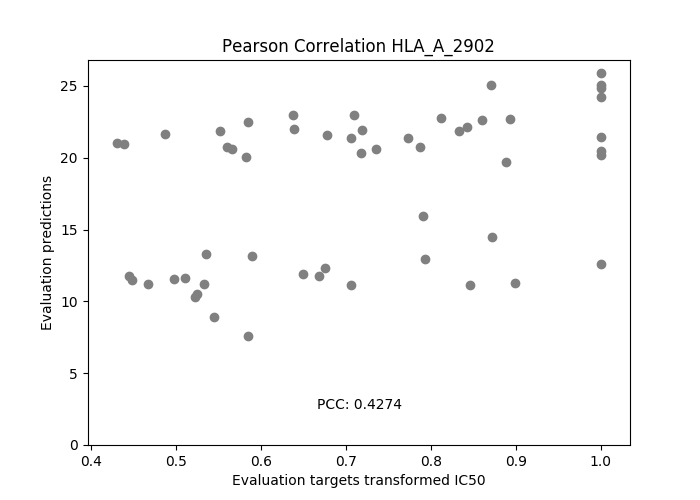 Pearson Correlation HLA_A_2902
Evaluation predictions
25
20
15
10
5
0
PCC: 0.4274
0.4 0.5 0.6 0.7 0.8 0.9 1.0
Evaluation targets transformed IC50